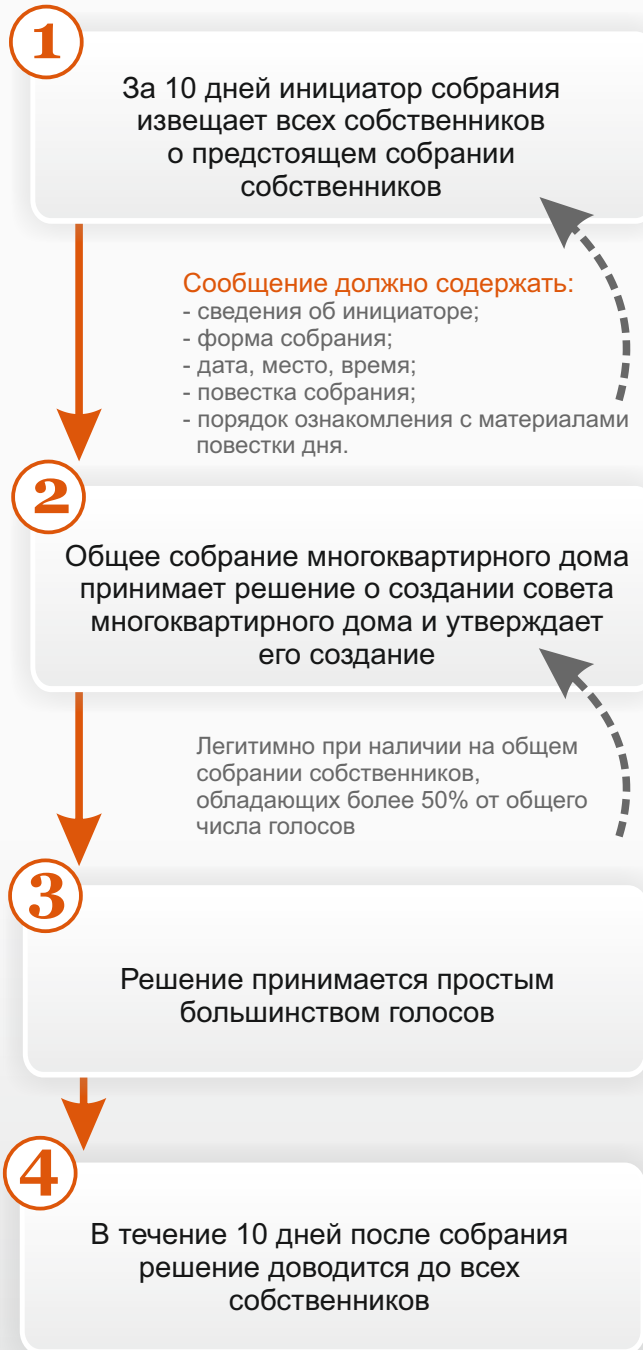 1
За 10 дней инициатор собрания
извещает всех собственников
о предстоящем собрании
собственников
Сообщение должно содержать:
- сведения об инициаторе;
- форма собрания;
- дата, место, время;
- повестка собрания;
- порядок ознакомления с материалами
повестки дня.
2
Общее собрание многоквартирного дома
принимает решение о создании совета
многоквартирного дома и утверждает
его создание
Легитимно при наличии на общем
собрании собственников,
обладающих более 50% от общего
числа голосов
3
Решение принимается простым
большинством голосов
4
В течение 10 дней после собрания
решение доводится до всех
собственников